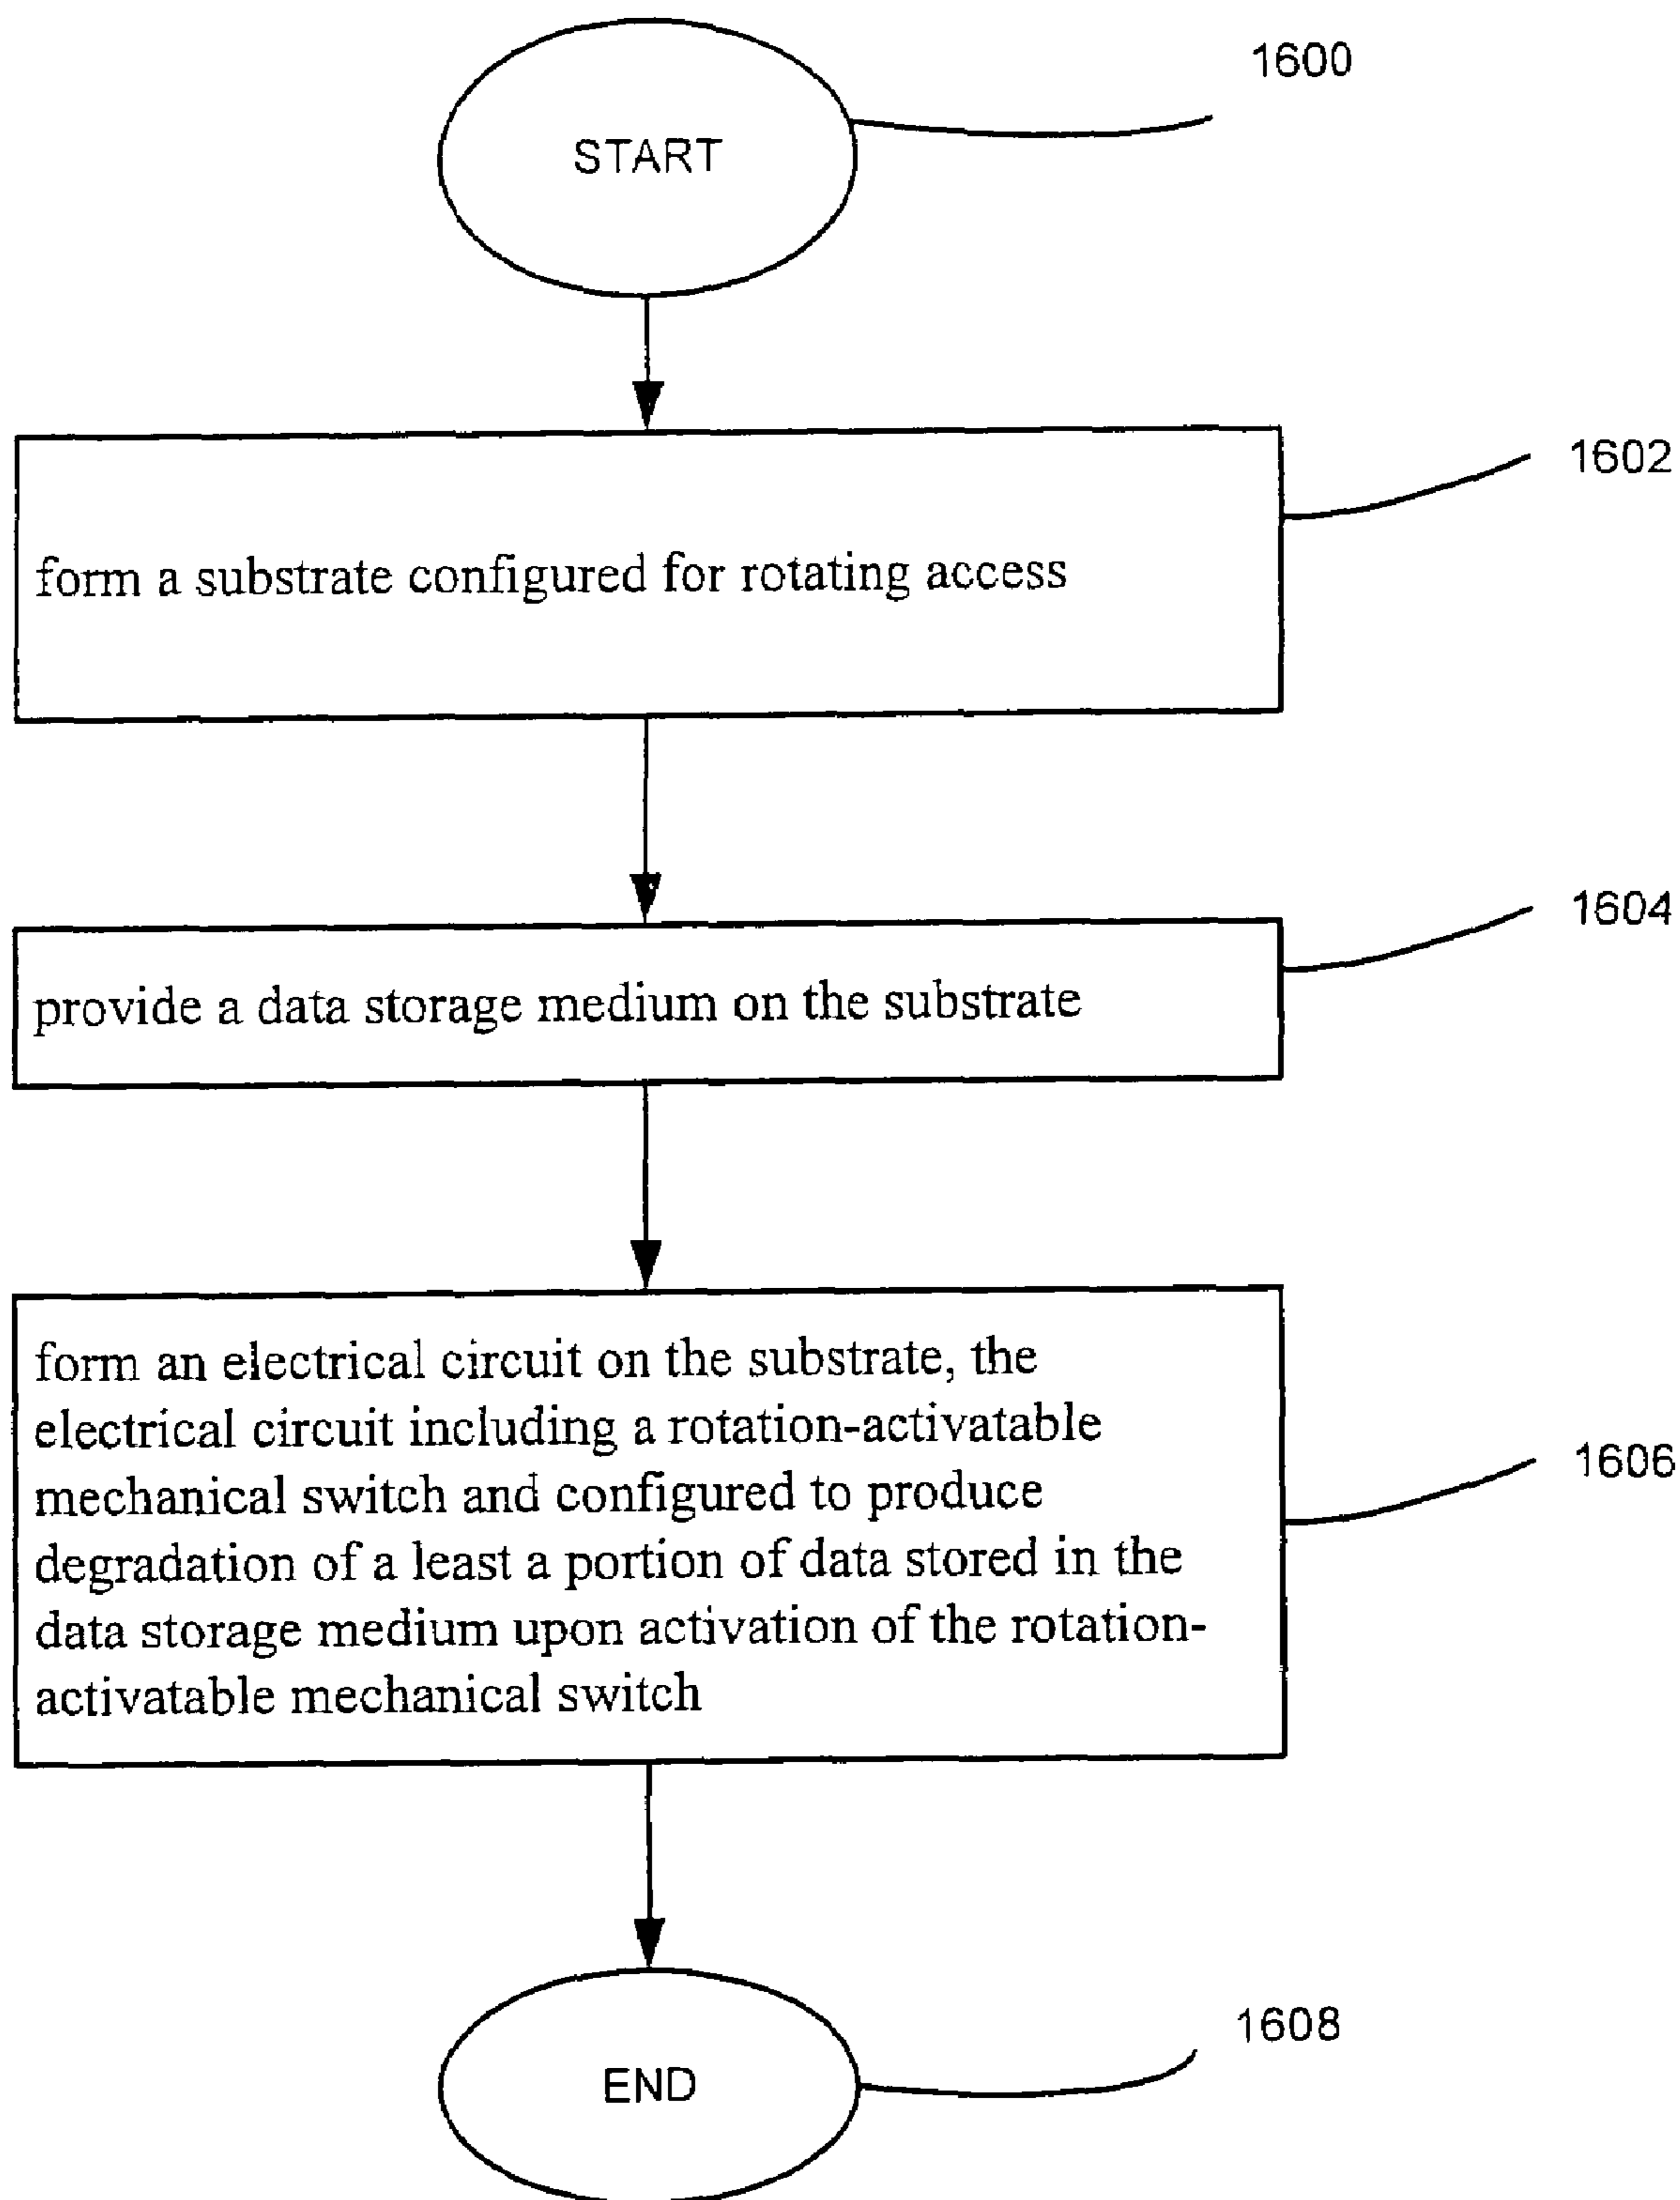 1600
START
1602
form a substrate configured for rotating access
1604
provide a data storage medium on the substrate
form an electrical circuit on the substrate, the
electrical circuit including a rotation-activatable
mechanical switch and configured to produce
degradation of a least a portion of data stored in the
data storage medium upon activation of the rotation-
activatable mechanical switch
1606
1608
END